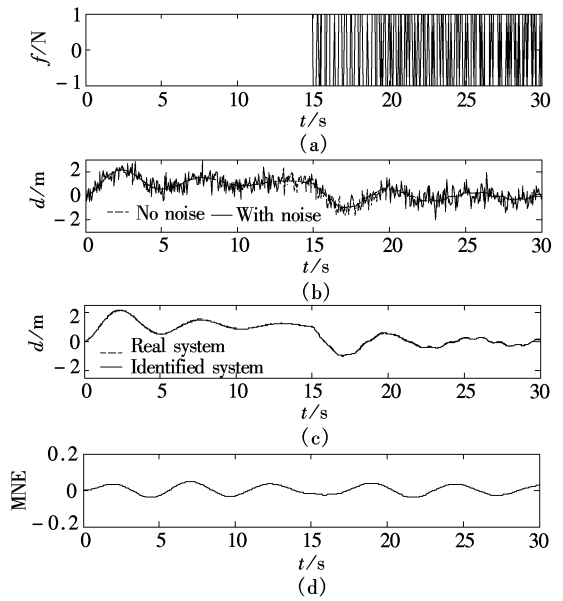 f/N
1
0
-1
0 5 10 15 20 25 30
t/s
(a)
d/m
2
0
-2
No noise With noise
0 5 10 15 20 25 30
t/s
(b)
d/m
2
0
-2
Real system
Identified system
0 5 10 15 20 25 30
t/s
(c)
MNE
0.2
0
-0.2
0 5 10 15 20 25 30
t/s
(d)